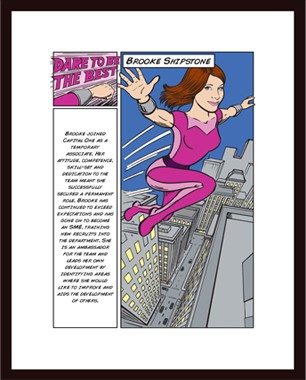 DARE TO BE
THE BEST
BROOKE SHIPSTONE
BROOKE JOINED
CAPITAL ONE AS A
TEMPORARY
ASSOCIATE. HER
ATTITUDE, COMPETENCE,
SKILL-SET AND
DEDICATION TO THE
TEAM MEANT SHE
SUCCESSFULLY
SECURED A PERMANENT
ROLE. BROOKE HAS
CONTINUED TO EXCEED
EXPECTATIONS AND HAS
GONE ON TO BECOME
AN SME, TRAINING
NEW RECRUITS INTO
THE DEPARTMENT. SHE IS
AN AMBASSADOR
FOR THE TEAM AND
LEADS HER OWN
DEVELOPMENT BY
IDENTIFYING AREAS
WHERE SHE WOULD
LIKE TO IMPROVE AND
AIDS THE DEVELOPMENT
OF OTHERS.